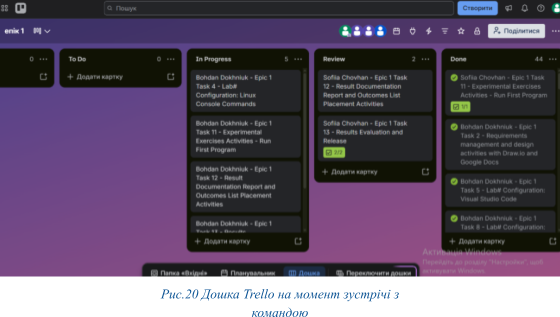 Пошук
Створити
епік 1
Поділитися
0
To Do 0
Додати картку
In Progress 5
Bohdan Dokhniuk - Epic 1
Task 4 - Lab#
Configuration: Linux
Console Commands
Bohdan Dokhniuk - Epic 1
Task 11 - Experimental
Exercises Activities - Run
First Program
Bohdan Dokhniuk - Epic 1
Task 12 - Result
Documentation Report and
Outcomes List Placement
Activities
Bohdan Dokhniuk - Epic 1
Task 13 - Results
Додати картку
Review 2
Sofiia Chovhan - Epic 1 Task
12 - Result Documentation
Report and Outcomes List
Placement Activities
Sofiia Chovhan - Epic 1 Task
13 - Results Evaluation and
Release
Додати картку
Done 44
Sofiia Chovhan - Epic 1 Task
11 - Experimental Exercises
Activities - Run First Program
1/1
Bohdan Dokhniuk - Epic 1
Task 2 - Requirements
management and design
activities with Draw.io and
Google Docs
Bohdan Dokhniuk - Epic 1
Task 5 - Lab# Configuration:
Visual Studio Code
Bohdan Dokhniuk - Epic 1
Task 8 - Lab# Configuration:
Додати картку
Активація Windows
Перейдіть до розділу "Настройки", щоб
активувати Windows.
Папка «Вхідні»
Планувальник
Дошка
Переключити дошки
Рис.20 Дошка Trello на момент зустрічі з
командою